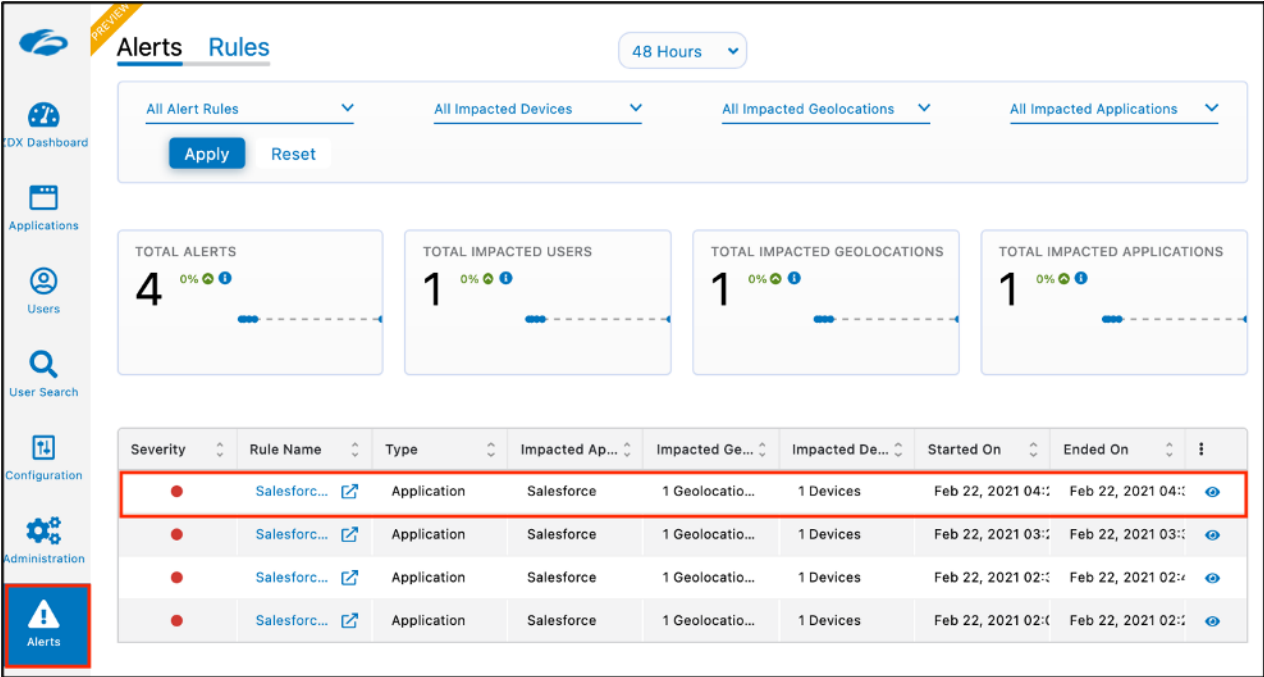 PREVIEW
Alerts Rules
48 Hours
All Alert Rules All Impacted Devices All Impacted Geolocations All Impacted Applications
Apply Reset
ZDX Dashboard
Applications
Users
User Search
Configuration
Administration
Alerts
TOTAL ALERTS
4 0%
TOTAL IMPACTED USERS
1 0%
TOTAL IMPACTED GEOLOCATIONS
1 0%
TOTAL IMPACTED APPLICATIONS
1 0%
Severity Rule Name Type Impacted Ap... Impacted Ge... Impacted De... Started On Ended On
Salesforc... Application Salesforce 1 Geolocatio... 1 Devices Feb 22, 2021 04: Feb 22, 2021 04:
Salesforc... Application Salesforce 1 Geolocatio... 1 Devices Feb 22, 2021 03: Feb 22, 2021 03:
Salesforc... Application Salesforce 1 Geolocatio... 1 Devices Feb 22, 2021 02: Feb 22, 2021 02:
Salesforc... Application Salesforce 1 Geolocatio... 1 Devices Feb 22, 2021 02: Feb 22, 2021 02: